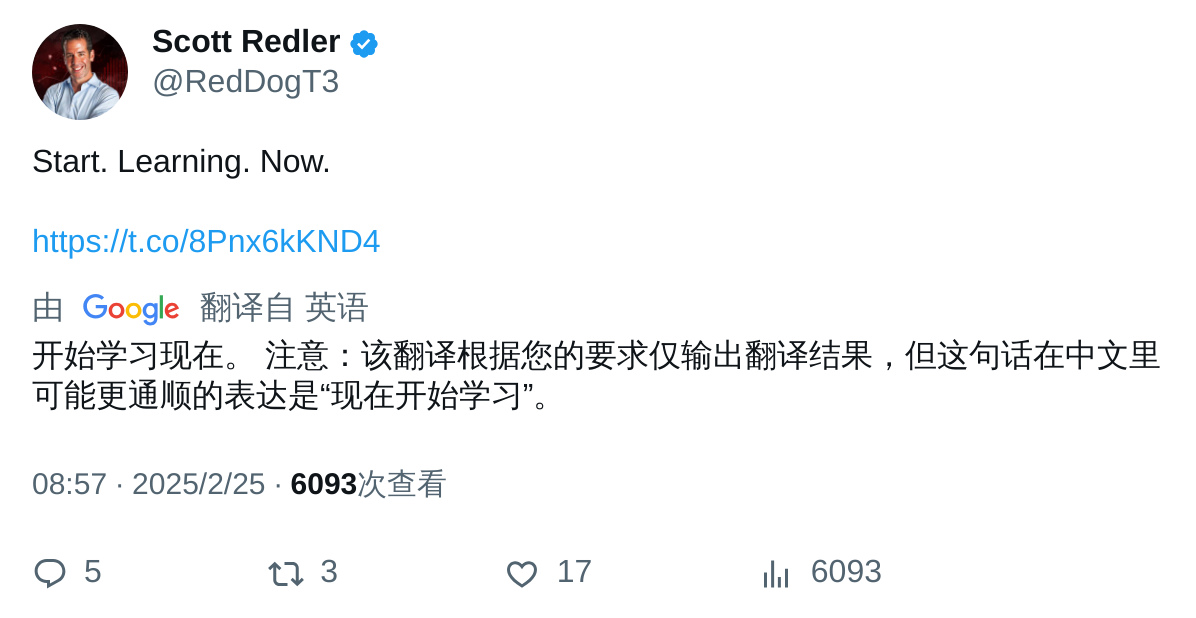 Scott Redler
@RedDogT3
Start. Learning. Now.
https://t.co/8Pnx6kKND4
由 Google 翻译自 英语
开始学习现在。 注意：该翻译根据您的要求仅输出翻译结果，但这句话在中文里
可能更通顺的表达是“现在开始学习”。
08:57 · 2025/2/25 · 6093次查看
5 3 17 6093